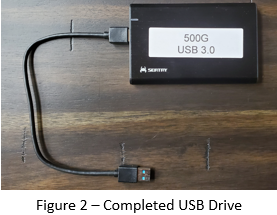 500G
USB 3.0
Figure 2 – Completed USB Drive